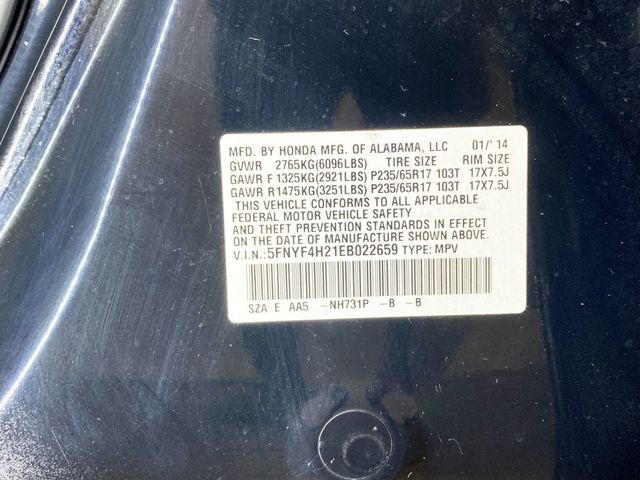 MFD. BY HONDA MFG. OF ALABAMA, LLC 01/' 14
GVWR 2765KG(6096LBS) TIRE SIZE RIM SIZE
GAWR F 1325KG(2921LBS) P235/65R17 103T 17X7.5J
GAWR R1475KG(3251LBS) P235/65R17 103T 17X7.5J
THIS VEHICLE CONFORMS TO ALL APPLICABLE
FEDERAL MOTOR VEHICLE SAFETY
AND THEFT PREVENTION STANDARDS IN EFFECT
ON THE DATE OF MANUFACTURE SHOWN ABOVE.
V.I.N.: 5FNYF4H21EB022659 TYPE: MPV
SZA E AA5 -NH731P -B -B